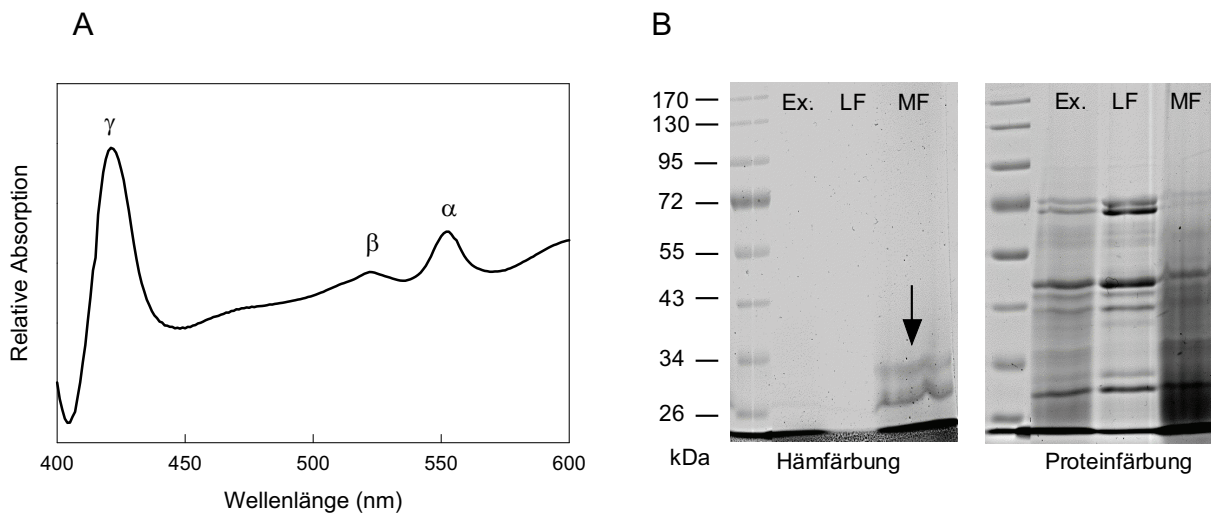 A
γ
β
α
Relative Absorption
400 450 500 550 600
Wellenlänge (nm)
B
170
130
95
72
55
43
34
26
kDa
Ex. LF MF
Hämfärbung
Ex. LF MF
Proteinfärbung